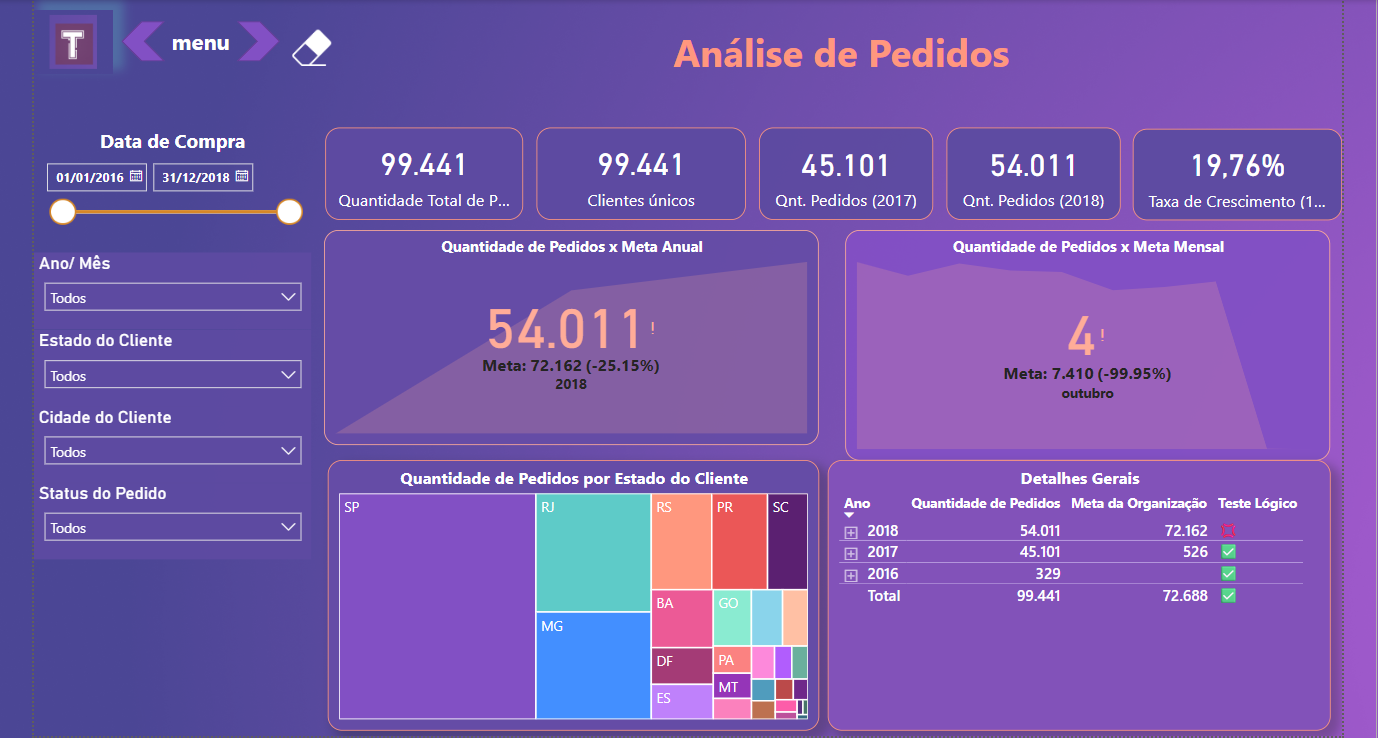 T
menu
Análise de Pedidos
Data de Compra
01/01/2016
31/12/2018
99.441
Quantidade Total de P...
99.441
Clientes únicos
45.101
Qnt. Pedidos (2017)
54.011
Qnt. Pedidos (2018)
19,76%
Taxa de Crescimento (1...
Ano/ Mês
Todos
Estado do Cliente
Todos
Cidade do Cliente
Todos
Status do Pedido
Todos
Quantidade de Pedidos x Meta Anual
54.011 !
Meta: 72.162 (-25.15%)
2018
Quantidade de Pedidos x Meta Mensal
4 !
Meta: 7.410 (-99.95%)
outubro
Quantidade de Pedidos por Estado do Cliente
SP
RJ
MG
RS
PR
SC
BA
GO
DF
PA
MT
ES
Detalhes Gerais
Ano Quantidade de Pedidos Meta da Organização Teste Lógico
2018 54.011 72.162
2017 45.101 526 ✅
2016 329 ✅
Total 99.441 72.688 ✅